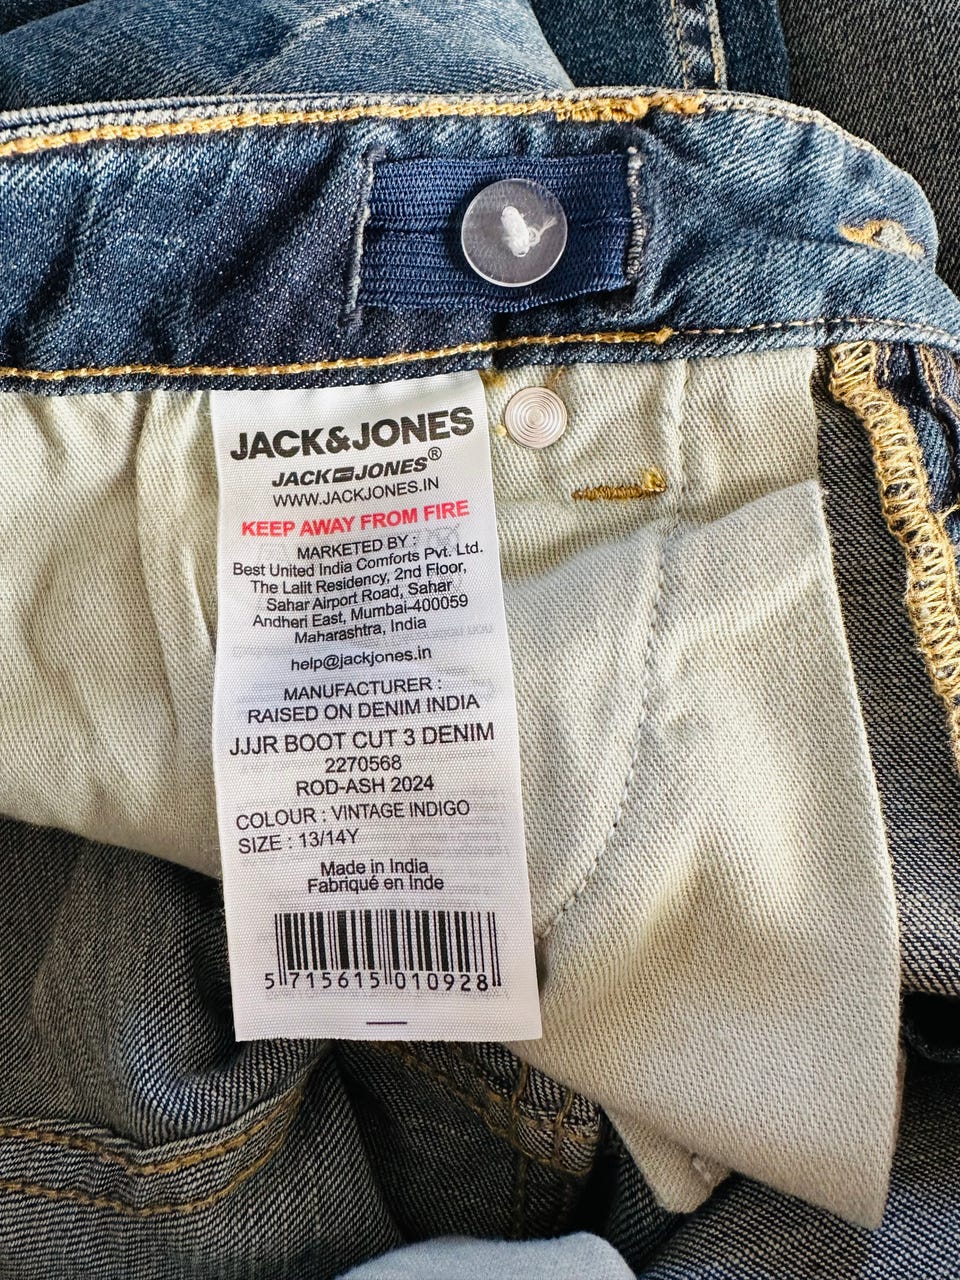 JACK&JONES
JACK JONES®
WWW.JACKJONES.IN
KEEP AWAY FROM FIRE
MARKETED BY :
Best United India Comforts Pvt. Ltd.
The Lalit Residency, 2nd Floor,
Sahar Airport Road, Sahar
Andheri East, Mumbai-400059
Maharashtra, India
help@jackjones.in
MANUFACTURER :
RAISED ON DENIM INDIA
JJJR BOOT CUT 3 DENIM
2270568
ROD-ASH 2024
COLOUR : VINTAGE INDIGO
SIZE : 13/14Y
Made in India
Fabriqué en Inde
5 715615 010928